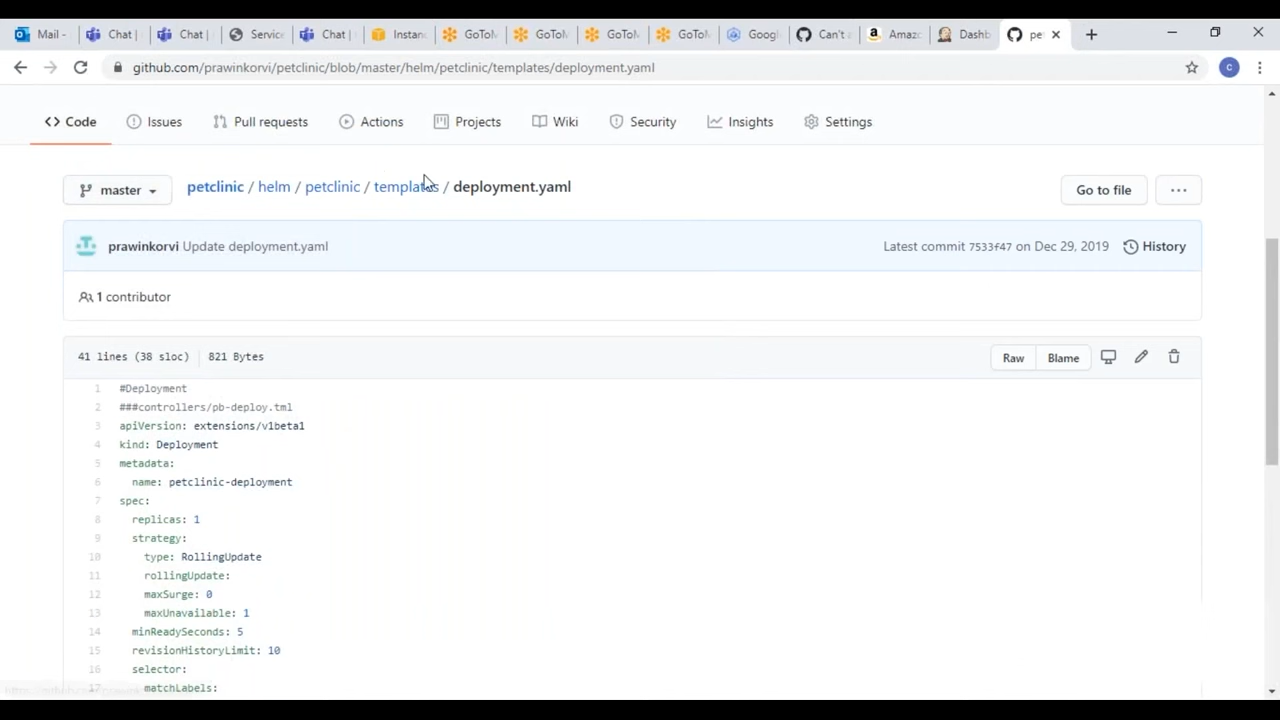 Mail -
Chat |
Chat |
Servic
Chat |
Instan
GoToM
GoToM
GoToM
GoToM
Googl
Can't a
Amaz
Dashb
pe
github.com/prawinkorvi/petclinic/blob/master/helm/petclinic/templates/deployment.yaml
C
Code
Issues
Pull requests
Actions
Projects
Wiki
Security
Insights
Settings
master
petclinic / helm / petclinic / templates / deployment.yaml
Go to file
...
prawinkorvi Update deployment.yaml
Latest commit 7533f47 on Dec 29, 2019
History
1 contributor
41 lines (38 sloc) | 821 Bytes
Raw
Blame
1 #Deployment
2 ###controllers/pb-deploy.tml
3 apiVersion: extensions/v1beta1
4 kind: Deployment
5 metadata:
6 name: petclinic-deployment
7 spec:
8 replicas: 1
9 strategy:
10 type: RollingUpdate
11 rollingUpdate:
12 maxSurge: 0
13 maxUnavailable: 1
14 minReadySeconds: 5
15 revisionHistoryLimit: 10
16 selector:
17 matchLabels: